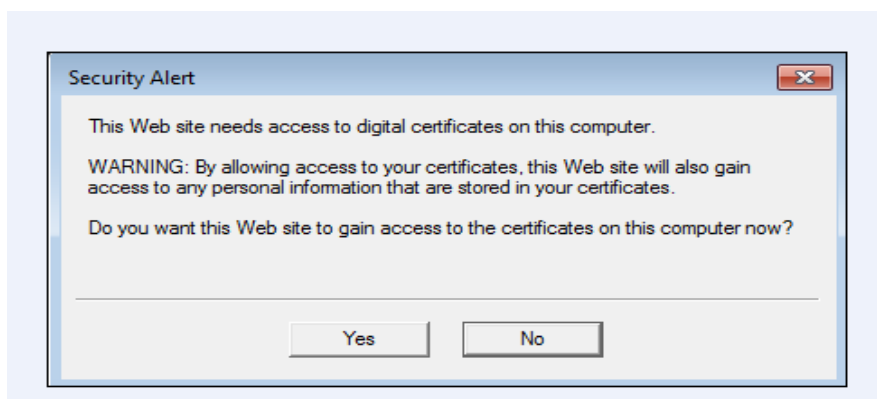 Security Alert
This Web site needs access to digital certificates on this computer.
WARNING: By allowing access to your certificates, this Web site will also gain
access to any personal information that are stored in your certificates.
Do you want this Web site to gain access to the certificates on this computer now?
Yes
No